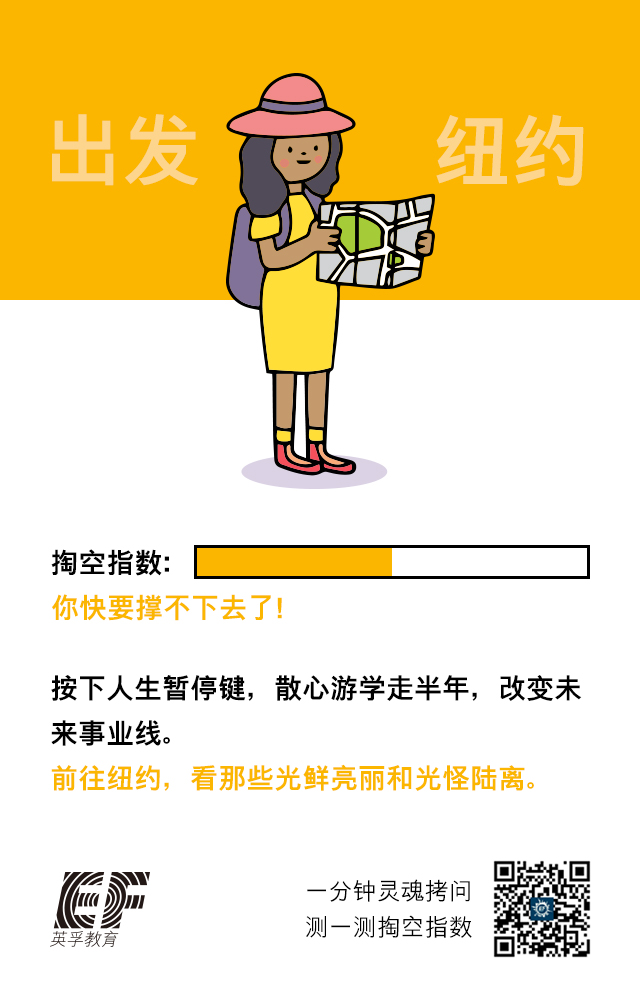 出发 纽约
掏空指数:
你快要撑不下去了!
按下人生暂停键，散心游学走半年，改变未
来事业线。
前往纽约，看那些光鲜亮丽和光怪陆离。
一分钟灵魂拷问
测一测掏空指数
EF
英孚教育